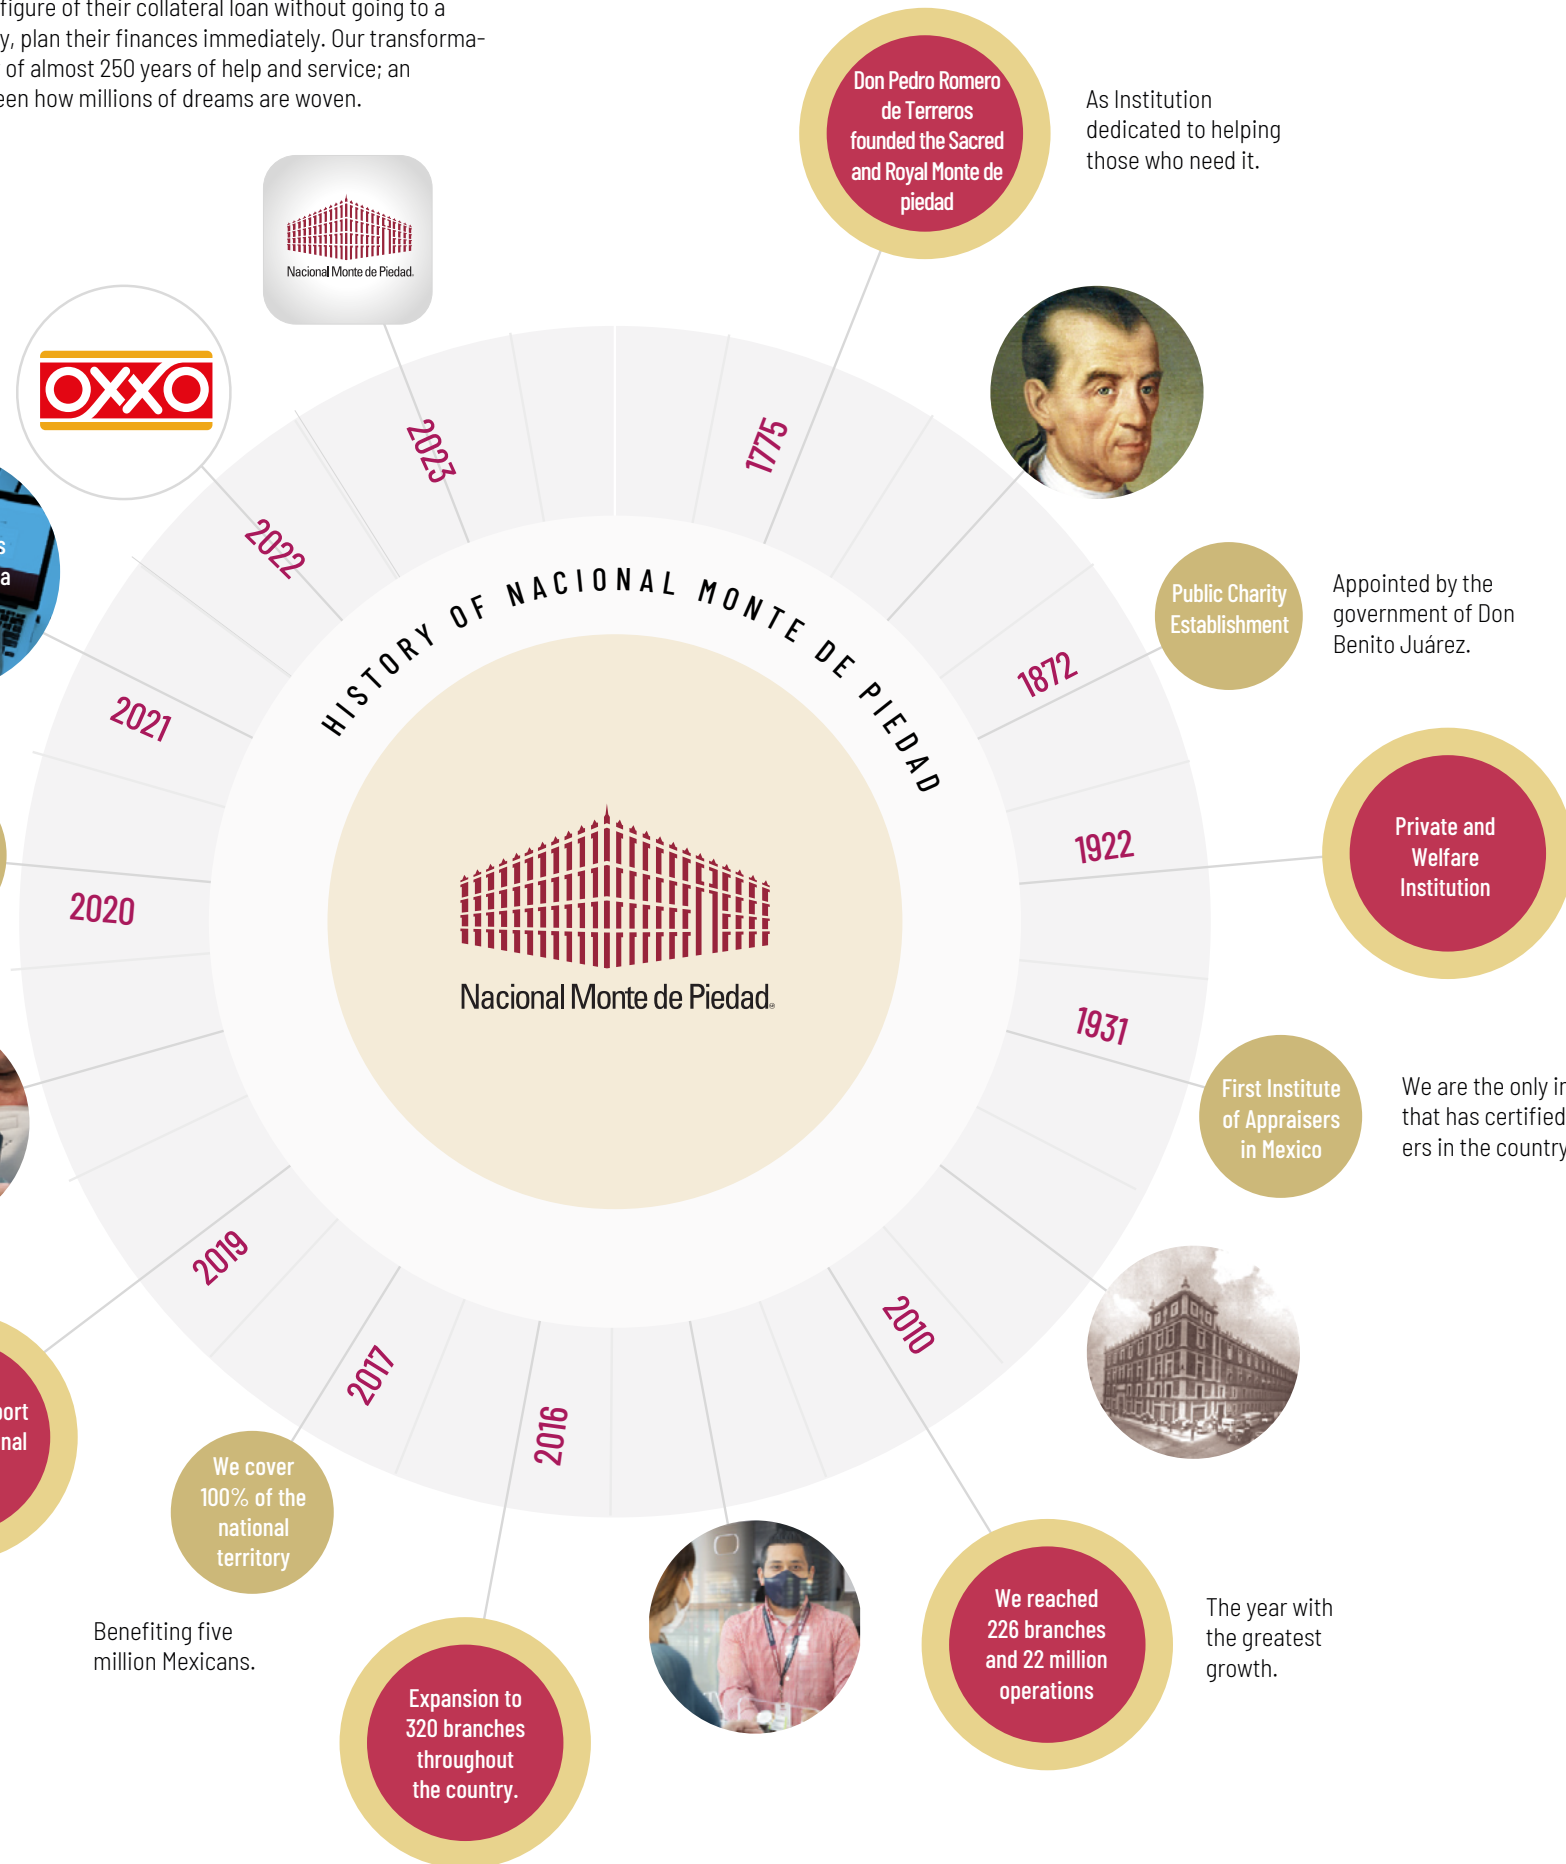 figure of their collateral loan without going to a
y, plan their finances immediately. Our transforma-
of almost 250 years of help and service; an
een how millions of dreams are woven.
Don Pedro Romero
de Terreros
founded the Sacred
and Royal Monte de
piedad
As Institution
dedicated to helping
those who need it.
Nacional Monte de Piedad.
OXXO
2023
1775
2022
s
a
HISTORY OF NACIONAL MONTE DE PIEDAD
Public Charity
Establishment
Appointed by the
government of Don
Benito Juárez.
1872
2021
1922
Private and
Welfare
Institution
2020
Nacional Monte de Piedad®
1931
First Institute
of Appraisers
in Mexico
We are the only in
that has certified
ers in the country
2019
2010
2017
2016
port
nal
We cover
100% of the
national
territory
Benefiting five
million Mexicans.
Expansion to
320 branches
throughout
the country.
We reached
226 branches
and 22 million
operations
The year with
the greatest
growth.